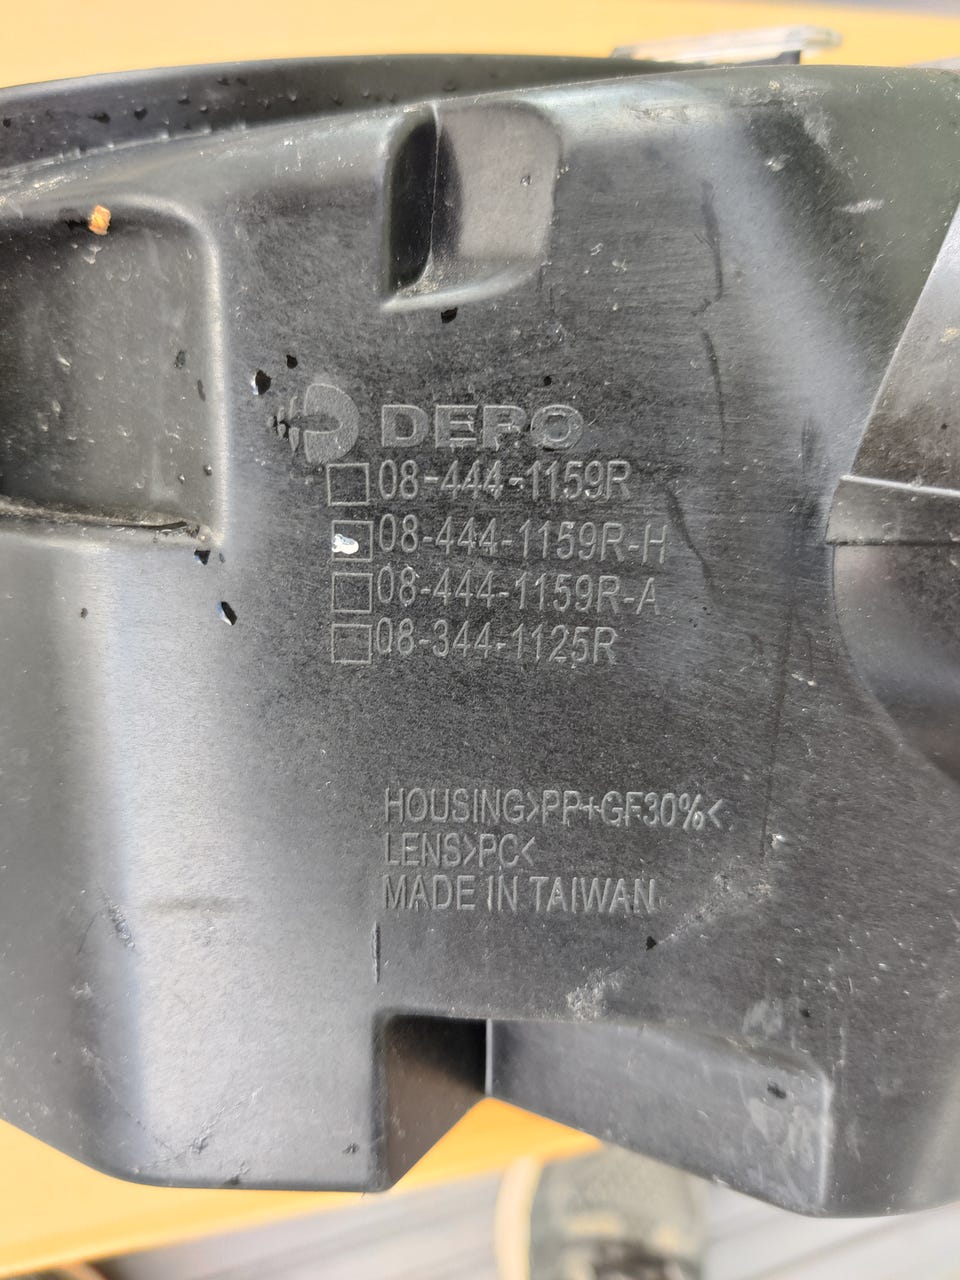 DEPO
08-444-1159R
08-444-1159R-H
08-444-1159R-A
08-344-1125R
HOUSING>PP+GF30%<
LENS>PC<
MADE IN TAIWAN